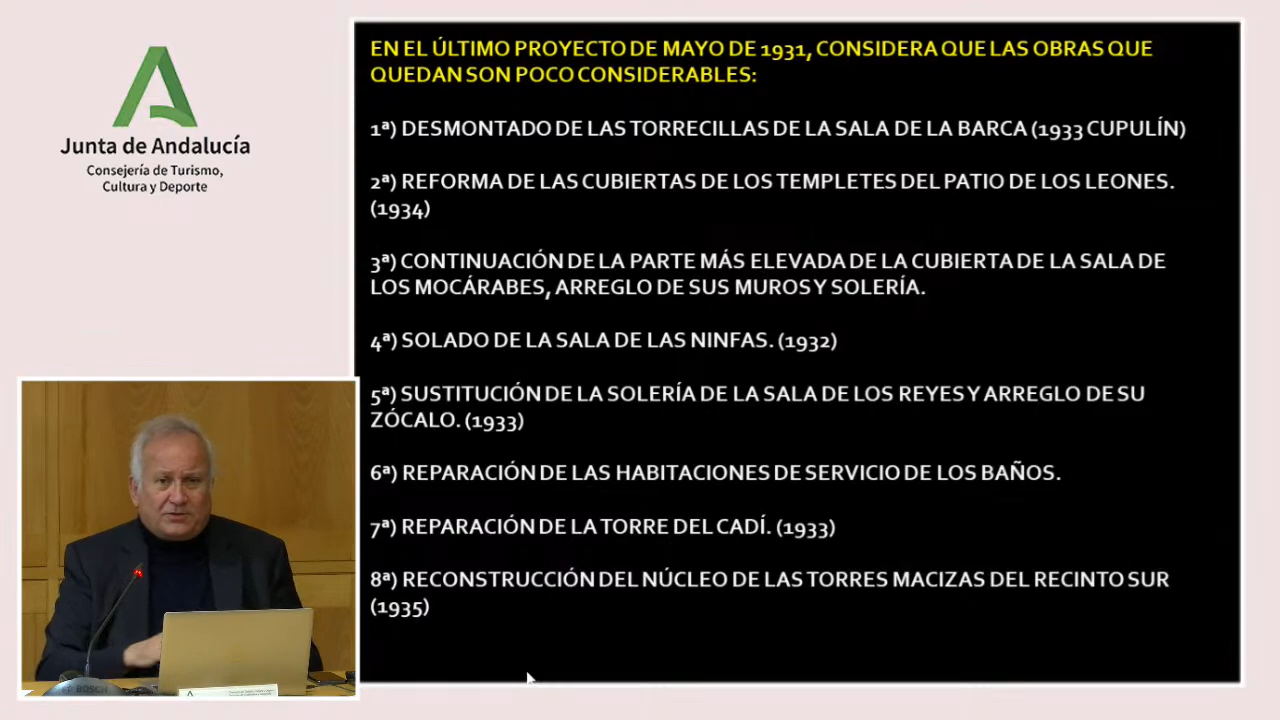 Junta de Andalucía
Consejería de Turismo,
Cultura y Deporte
EN EL ÚLTIMO PROYECTO DE MAYO DE 1931, CONSIDERA QUE LAS OBRAS QUE
QUEDAN SON POCO CONSIDERABLES:
1ª) DESMONTADO DE LAS TORRECILLAS DE LA SALA DE LA BARCA (1933 CUPULÍN)
2ª) REFORMA DE LAS CUBIERTAS DE LOS TEMPLETES DEL PATIO DE LOS LEONES.
(1934)
3ª) CONTINUACIÓN DE LA PARTE MÁS ELEVADA DE LA CUBIERTA DE LA SALA DE
LOS MOCÁRABES, ARREGLO DE SUS MUROS Y SOLERÍA.
4ª) SOLADO DE LA SALA DE LAS NINFAS. (1932)
5ª) SUSTITUCIÓN DE LA SOLERÍA DE LA SALA DE LOS REYES Y ARREGLO DE SU
ZÓCALO. (1933)
6ª) REPARACIÓN DE LAS HABITACIONES DE SERVICIO DE LOS BAÑOS.
7ª) REPARACIÓN DE LA TORRE DEL CADÍ. (1933)
8ª) RECONSTRUCCIÓN DEL NÚCLEO DE LAS TORRES MACIZAS DEL RECINTO SUR
(1935)
BOSCH